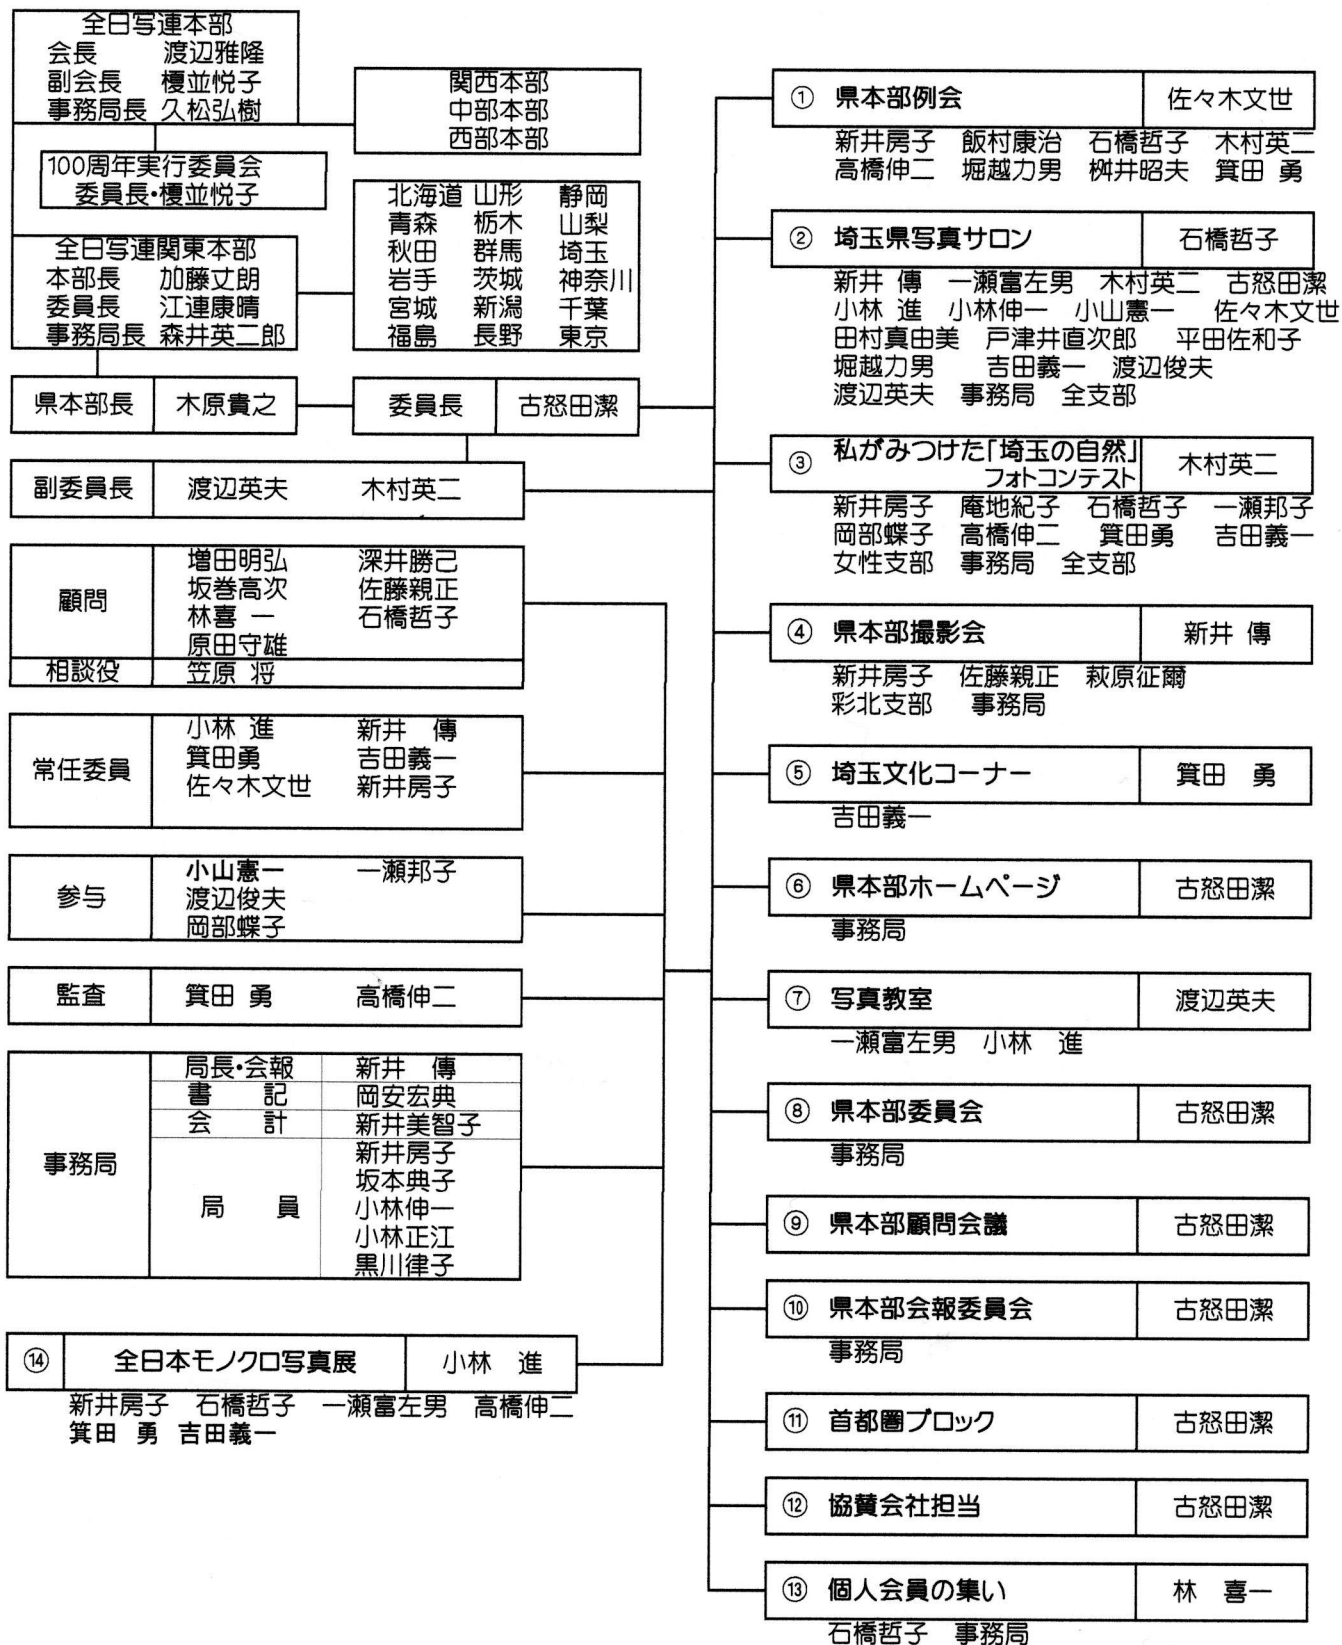 全日写連本部
会長 渡辺雅隆
副会長 榎並悦子
事務局長 久松弘樹
関西本部
中部本部
西部本部
100周年実行委員会
委員長・榎並悦子
北海道 山形 静岡
青森 栃木 山梨
秋田 群馬 埼玉
岩手 茨城 神奈川
宮城 新潟 千葉
福島 長野 東京
全日写連関東本部
本部長 加藤丈朗
委員長 江連康晴
事務局長 森井英二郎
県本部長 木原貴之
委員長 古怒田潔
副委員長 渡辺英夫 木村英二
顧問
増田明弘 深井勝己
坂巻高次 佐藤親正
林喜一 石橋哲子
原田守雄
相談役 笠原 将
常任委員
小林 進 新井 傳
箕田勇 吉田義一
佐々木文世 新井房子
参与
小山憲一 一瀬邦子
渡辺俊夫
岡部蝶子
監査 箕田 勇 高橋伸二
事務局
局長・会報 新井 傳
書記 岡安宏典
会計 新井美智子
局員
新井房子
坂本典子
小林伸一
小林正江
黒川律子
⑭ 全日本モノクロ写真展 小林 進
新井房子 石橋哲子 一瀬富左男 高橋伸二
箕田 勇 吉田義一
① 県本部例会 佐々木文世
新井房子 飯村康治 石橋哲子 木村英二
高橋伸二 堀越力男 桝井昭夫 箕田 勇
② 埼玉県写真サロン 石橋哲子
新井 傳 一瀬富左男 木村英二 古怒田潔
小林 進 小林伸一 小山憲一 佐々木文世
田村真由美 戸津井直次郎 平田佐和子
堀越力男 吉田義一 渡辺俊夫
渡辺英夫 事務局 全支部
③ 私がみつけた「埼玉の自然」
フォトコンテスト 木村英二
新井房子 庵地紀子 石橋哲子 一瀬邦子
岡部蝶子 高橋伸二 箕田勇 吉田義一
女性支部 事務局 全支部
④ 県本部撮影会 新井 傳
新井房子 佐藤親正 萩原征爾
彩北支部 事務局
⑤ 埼玉文化コーナー 箕田 勇
吉田義一
⑥ 県本部ホームページ 古怒田潔
事務局
⑦ 写真教室 渡辺英夫
一瀬富左男 小林 進
⑧ 県本部委員会 古怒田潔
事務局
⑨ 県本部顧問会議 古怒田潔
⑩ 県本部会報委員会 古怒田潔
事務局
⑪ 首都圏ブロック 古怒田潔
⑫ 協賛会社担当 古怒田潔
⑬ 個人会員の集い 林 喜一
石橋哲子 事務局